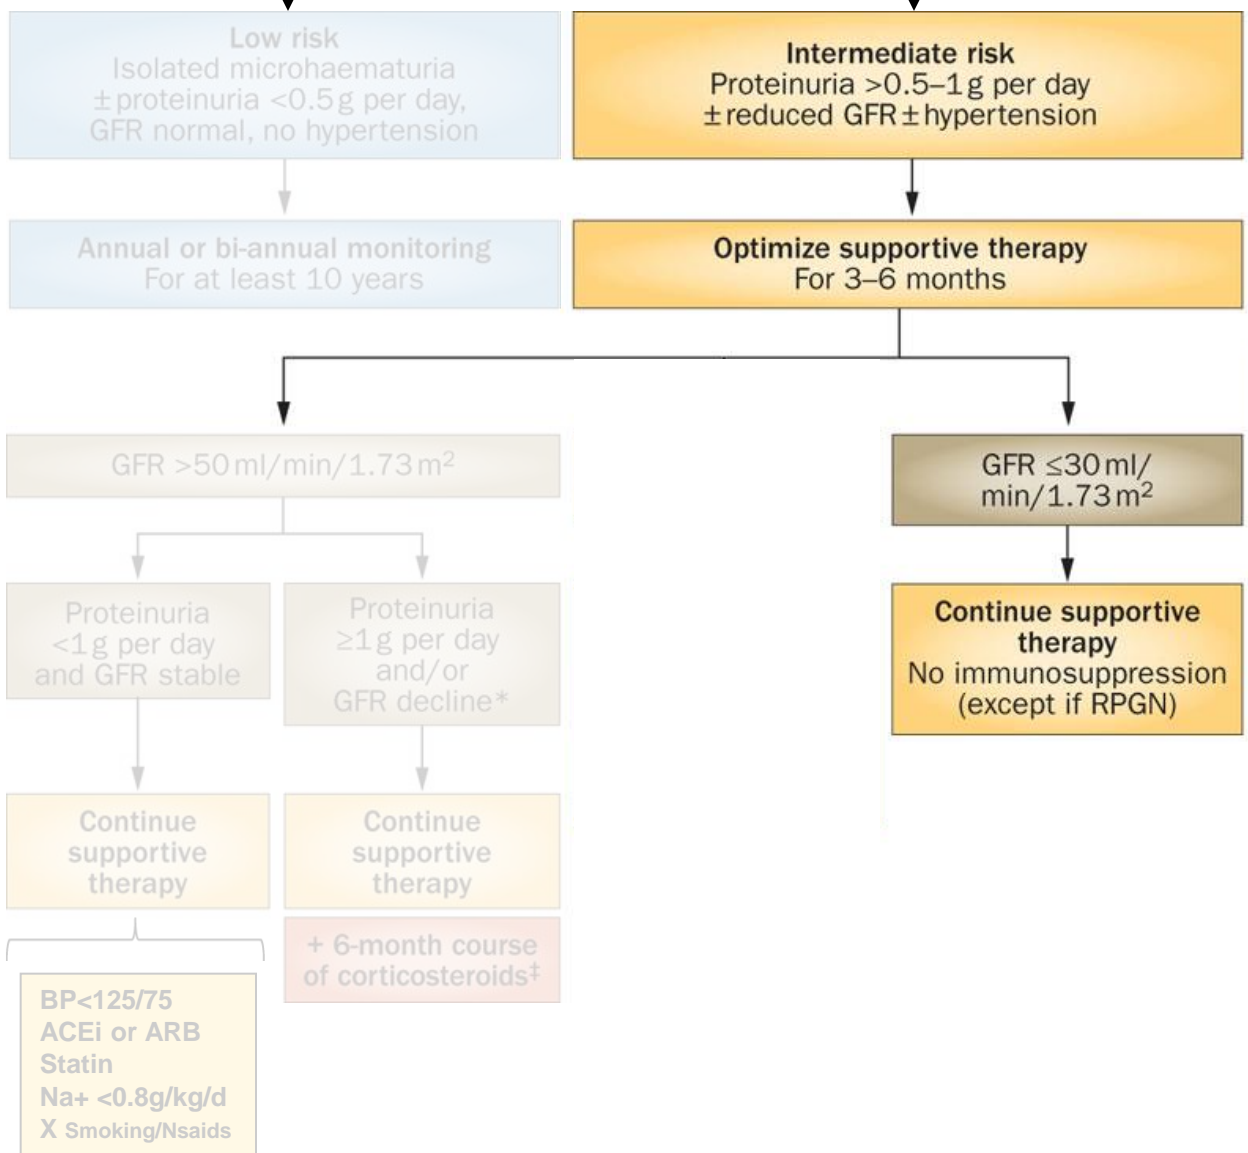 Low risk
Isolated microhaematuria
± proteinuria <0.5 g per day,
GFR normal, no hypertension
Intermediate risk
Proteinuria >0.5–1 g per day
± reduced GFR ± hypertension
Annual or bi-annual monitoring
For at least 10 years
Optimize supportive therapy
For 3–6 months
GFR >50 ml/min/1.73 m²
GFR ≤30 ml/
min/1.73 m²
Proteinuria
<1 g per day
and GFR stable
Proteinuria
≥1 g per day
and/or
GFR decline*
Continue supportive
therapy
No immunosuppression
(except if RPGN)
Continue
supportive
therapy
Continue
supportive
therapy
+ 6-month course
of corticosteroids‡
BP<125/75
ACEi or ARB
Statin
Na+ <0.8g/kg/d
X Smoking/Nsaids